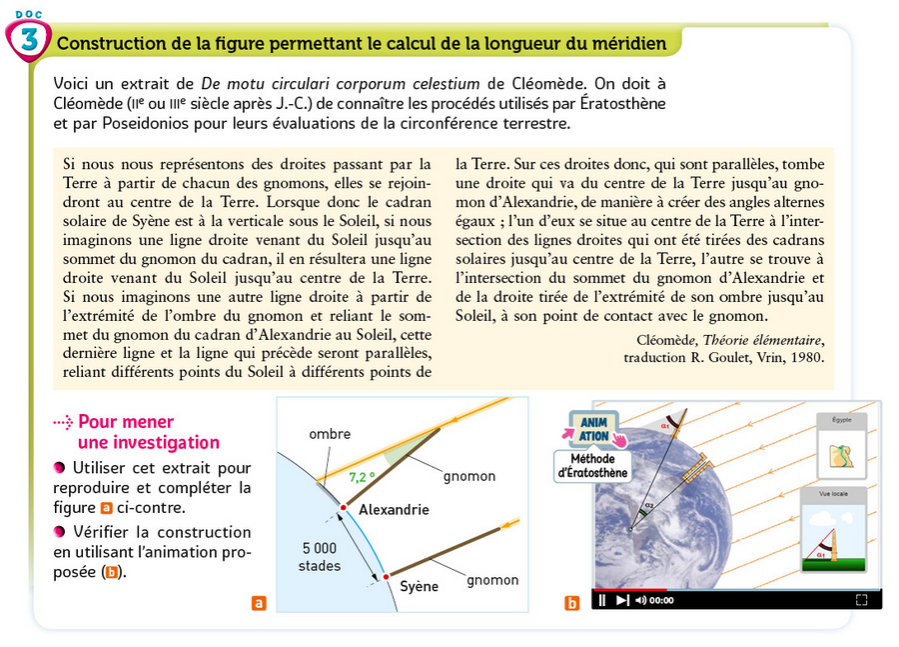 DOC
3
Construction de la figure permettant le calcul de la longueur du méridien
Voici un extrait de De motu circulari corporum celestium de Cléomède. On doit à
Cléomède (IIe ou IIIe siècle après J.-C.) de connaître les procédés utilisés par Ératosthène
et par Poseidonios pour leurs évaluations de la circonférence terrestre.
Si nous nous représentons des droites passant par la
Terre à partir de chacun des gnomons, elles se rejoin-
dront au centre de la Terre. Lorsque donc le cadran
solaire de Syène est à la verticale sous le Soleil, si nous
imaginons une ligne droite venant du Soleil jusqu'au
sommet du gnomon du cadran, il en résultera une ligne
droite venant du Soleil jusqu'au centre de la Terre.
Si nous imaginons une autre ligne droite à partir de
l'extrémité de l'ombre du gnomon et reliant le som-
met du gnomon du cadran d'Alexandrie au Soleil, cette
dernière ligne et la ligne qui précède seront parallèles,
reliant différents points du Soleil à différents points de
la Terre. Sur ces droites donc, qui sont parallèles, tombe
une droite qui va du centre de la Terre jusqu'au gno-
mon d'Alexandrie, de manière à créer des angles alternes
égaux ; l'un d'eux se situe au centre de la Terre à l'inter-
section des lignes droites qui ont été tirées des cadrans
solaires jusqu'au centre de la Terre, l'autre se trouve à
l'intersection du sommet du gnomon d'Alexandrie et
de la droite tirée de l'extrémité de son ombre jusqu'au
Soleil, à son point de contact avec le gnomon.
Cléomède, Théorie élémentaire,
traduction R. Goulet, Vrin, 1980.
Pour mener
une investigation
Utiliser cet extrait pour
reproduire et compléter la
figure a ci-contre.
Vérifier la construction
en utilisant l'animation pro-
posée (b).
a
ombre
7,2 °
gnomon
Alexandrie
5 000
stades
Syène
gnomon
b
ANIM
ATION
Méthode
d'Ératosthène
α1
α2
Égypte
Vue locale
α1
00:00